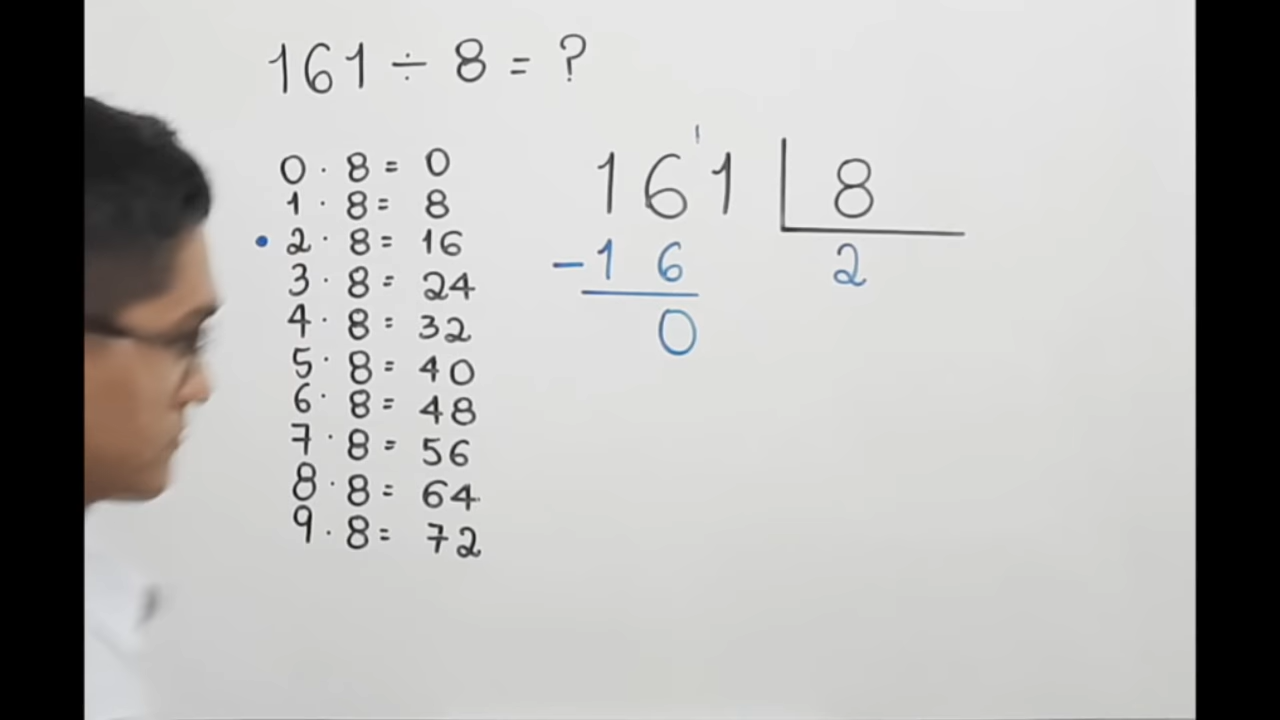 161 ÷ 8 = ?
0 · 8 = 0
1 · 8 = 8
• 2 · 8 = 16
3 · 8 = 24
4 · 8 = 32
5 · 8 = 40
6 · 8 = 48
7 · 8 = 56
8 · 8 = 64
9 · 8 = 72
161 8
-16 2
0